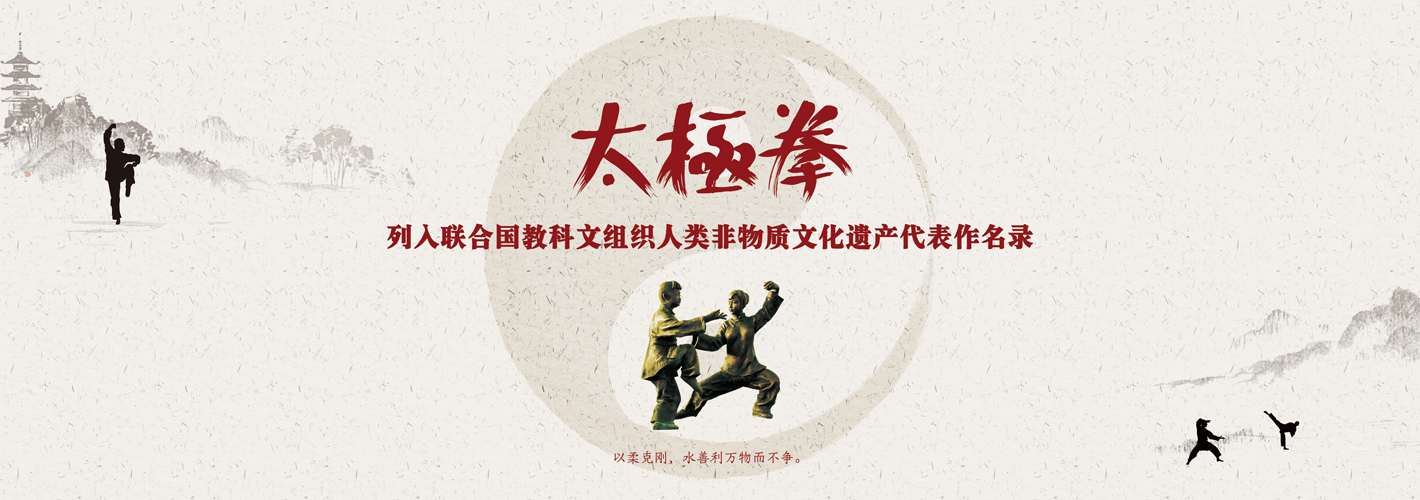 太極拳
列入联合国教科文组织人类非物质文化遗产代表作名录
以柔克刚，水善利万物而不争。